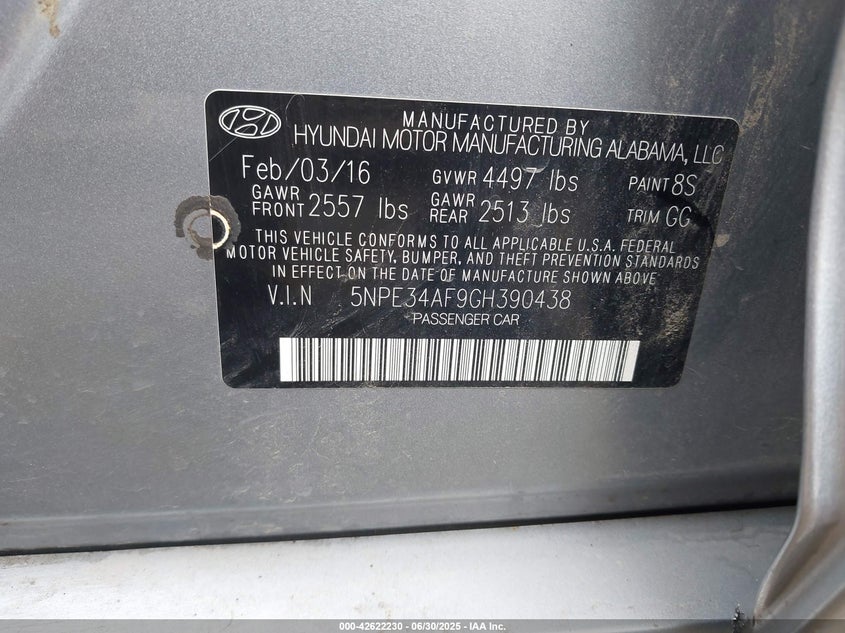 MANUFACTURED BY
HYUNDAI MOTOR MANUFACTURING ALABAMA, LLC
Feb/03/16 GVWR 4497 lbs PAINT 8S
GAWR FRONT 2557 lbs GAWR REAR 2513 lbs TRIM GG
THIS VEHICLE CONFORMS TO ALL APPLICABLE U.S.A. FEDERAL
MOTOR VEHICLE SAFETY, BUMPER, AND THEFT PREVENTION STANDARDS
IN EFFECT ON THE DATE OF MANUFACTURE SHOWN ABOVE.
V.I.N 5NPE34AF9GH390438
PASSENGER CAR
000-42622230 - 06/30/2025 - IAA Inc.